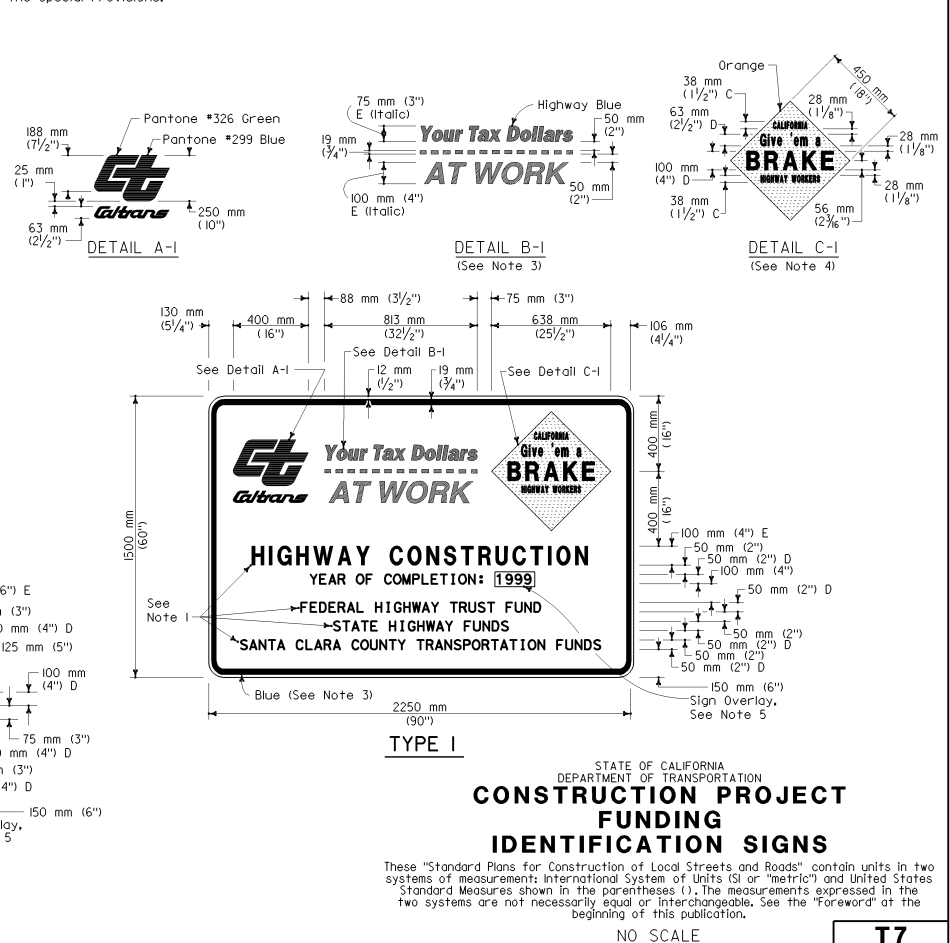 The Special Provisions.
Pantone #326 Green
Pantone #299 Blue
188 mm
(7½")
25 mm
(1")
Ct
Caltrans
250 mm
(10")
63 mm
(2½")
DETAIL A-1
75 mm (3")
E (Italic)
Highway Blue
50 mm
(2")
19 mm
(¾")
Your Tax Dollars
AT WORK
100 mm (4")
E (Italic)
50 mm
(2")
DETAIL B-1
(See Note 3)
Orange
450 mm
(18')
38 mm
(1½") C
63 mm
(2½") D
28 mm
(1⅛")
28 mm
(1⅛")
CALIFORNIA
Give 'em a
BRAKE
HIGHWAY WORKERS
100 mm
(4") D
28 mm
(1⅛")
38 mm
(1½") C
56 mm
(2³⁄₁₆")
DETAIL C-1
(See Note 4)
88 mm (3½")
75 mm (3")
130 mm
(5¼")
400 mm
(16")
813 mm
(32½")
638 mm
(25½")
106 mm
(4¼")
See Detail B-1
See Detail A-1
12 mm
(½")
19 mm
(¾")
See Detail C-1
1500 mm
(60")
400 mm
(16")
400 mm
(16")
Ct
Caltrans
Your Tax Dollars
AT WORK
CALIFORNIA
Give 'em a
BRAKE
HIGHWAY WORKERS
HIGHWAY CONSTRUCTION
YEAR OF COMPLETION: 1999
FEDERAL HIGHWAY TRUST FUND
STATE HIGHWAY FUNDS
SANTA CLARA COUNTY TRANSPORTATION FUNDS
See
Note 1
100 mm (4") E
50 mm (2")
50 mm (2") D
100 mm (4")
50 mm (2") D
50 mm (2")
50 mm (2") D
50 mm (2")
50 mm (2") D
150 mm (6")
Sign Overlay,
See Note 5
Blue (See Note 3)
2250 mm
(90")
TYPE 1
6") E
(3")
mm (4") D
125 mm (5")
100 mm
(4") D
75 mm (3")
mm (4") D
(3")
4") D
150 mm (6")
lay,
5
STATE OF CALIFORNIA
DEPARTMENT OF TRANSPORTATION
CONSTRUCTION PROJECT
FUNDING
IDENTIFICATION SIGNS
These "Standard Plans for Construction of Local Streets and Roads" contain units in two
systems of measurement: International System of Units (SI or "metric") and United States
Standard Measures shown in the parentheses (). The measurements expressed in the
two systems are not necessarily equal or interchangeable. See the "Foreword" at the
beginning of this publication.
NO SCALE
T7